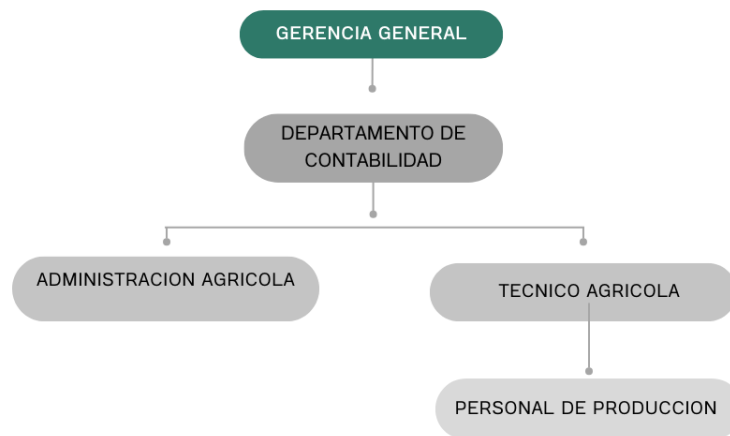 GERENCIA GENERAL
DEPARTAMENTO DE
CONTABILIDAD
ADMINISTRACION AGRICOLA
TECNICO AGRICOLA
PERSONAL DE PRODUCCION